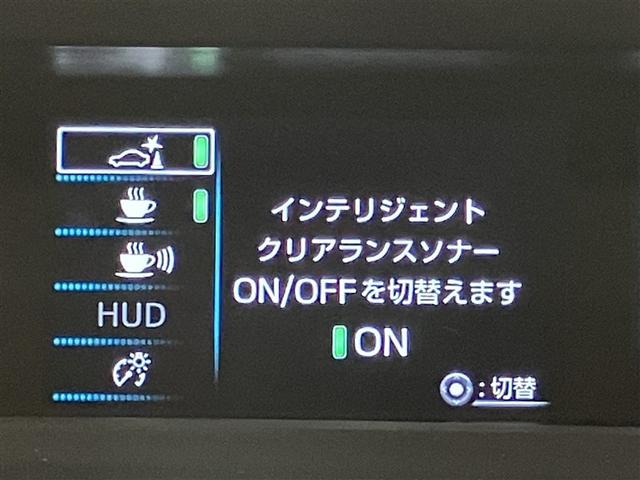 HUD
インテリジェント
クリアランスソナー
ON/OFFを切替えます
ON
:切替